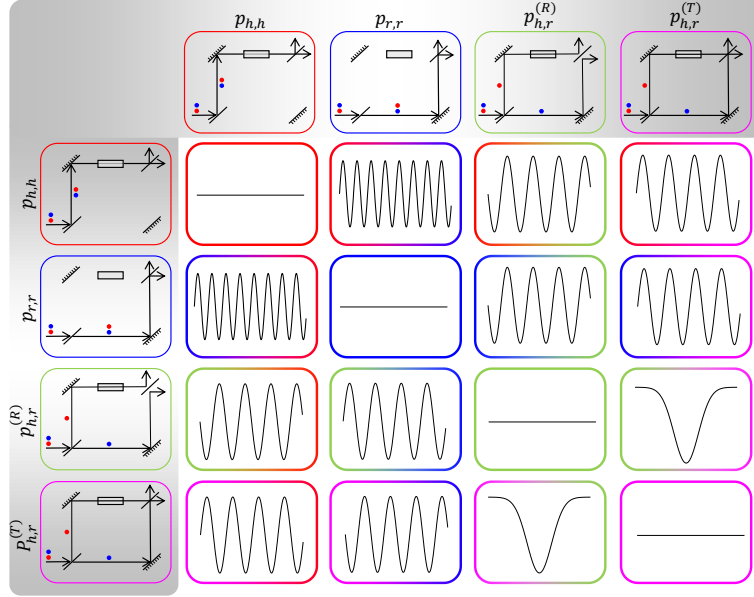 p_{h,h} p_{r,r} p_{h,r}^{(R)} p_{h,r}^{(T)}
p_{h,h}
p_{r,r}
p_{h,r}^{(R)}
P_{h,r}^{(T)}